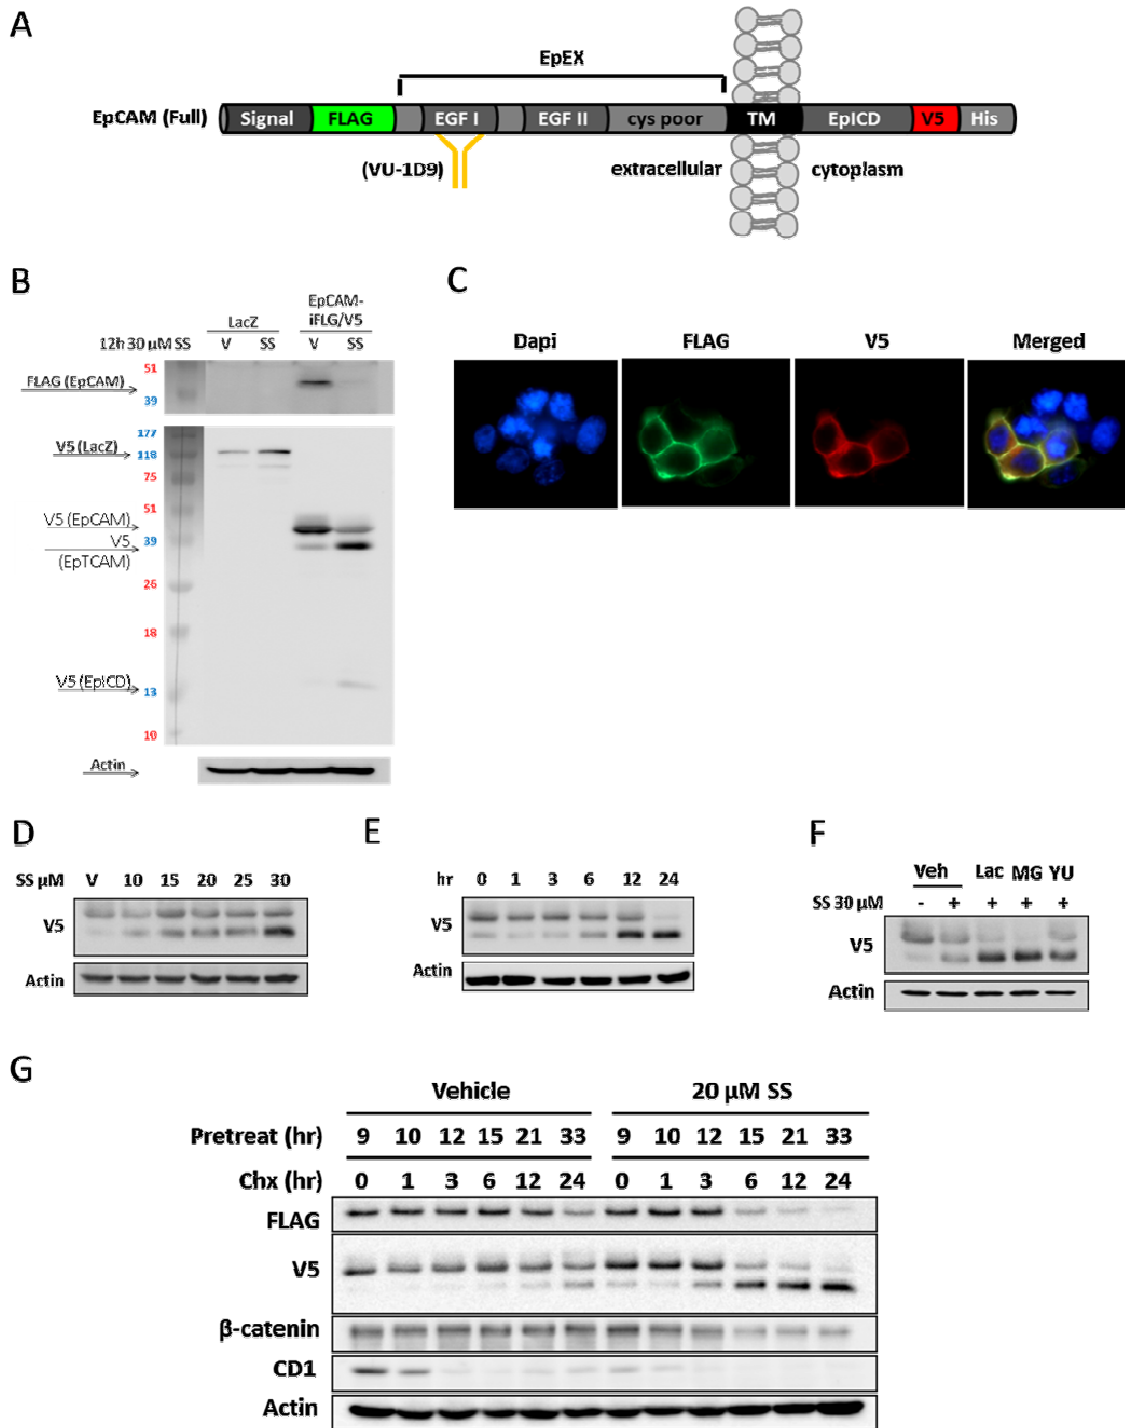 A
EpEX
EpCAM (Full)
Signal FLAG EGF I EGF II cys poor TM EpICD V5 His
(VU-1D9)
extracellular cytoplasm
B
LacZ
EpCAM-
iFLG/V5
12h 30 µM SS V SS V SS
FLAG (EpCAM)
51
39
V5 (LacZ)
V5 (EpCAM)
V5
(EpTCAM)
V5 (EpICD)
177
116
75
51
39
26
18
13
10
Actin
C
Dapi FLAG V5 Merged
D
SS µM V 10 15 20 25 30
V5
Actin
E
hr 0 1 3 6 12 24
V5
Actin
F
Veh Lac MG YU
SS 30 µM - + + + +
V5
Actin
G
Vehicle 20 µM SS
Pretreat (hr) 9 10 12 15 21 33 9 10 12 15 21 33
Chx (hr) 0 1 3 6 12 24 0 1 3 6 12 24
FLAG
V5
β-catenin
CD1
Actin